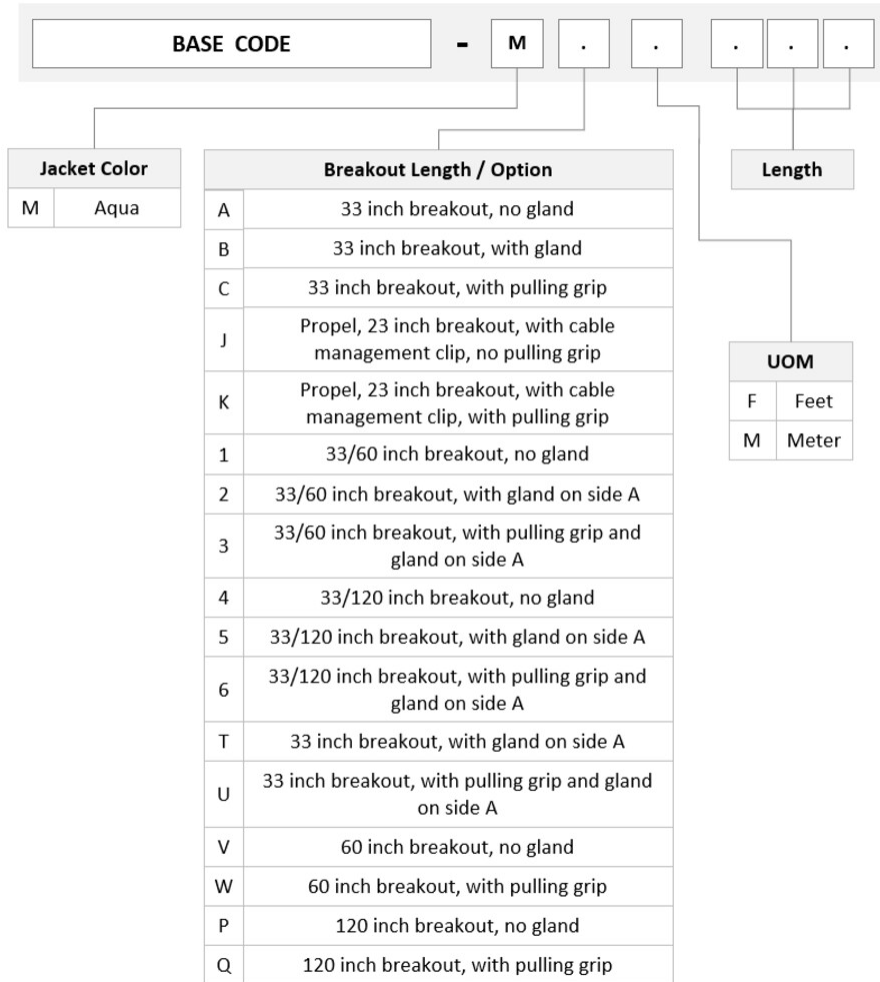 BASE CODE - M . . . . .
Jacket Color
M Aqua
Breakout Length / Option
A 33 inch breakout, no gland
B 33 inch breakout, with gland
C 33 inch breakout, with pulling grip
J Propel, 23 inch breakout, with cable
management clip, no pulling grip
K Propel, 23 inch breakout, with cable
management clip, with pulling grip
1 33/60 inch breakout, no gland
2 33/60 inch breakout, with gland on side A
3 33/60 inch breakout, with pulling grip and
gland on side A
4 33/120 inch breakout, no gland
5 33/120 inch breakout, with gland on side A
6 33/120 inch breakout, with pulling grip and
gland on side A
T 33 inch breakout, with gland on side A
U 33 inch breakout, with pulling grip and gland
on side A
V 60 inch breakout, no gland
W 60 inch breakout, with pulling grip
P 120 inch breakout, no gland
Q 120 inch breakout, with pulling grip
Length
UOM
F Feet
M Meter